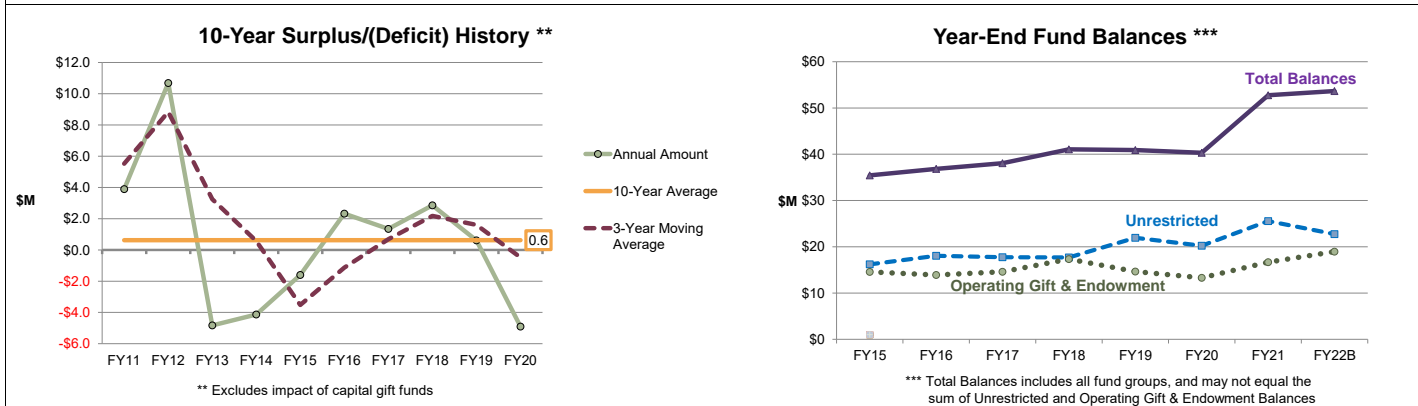 10-Year Surplus/(Deficit) History **
$12.0
$10.0
$8.0
$6.0
$4.0
$2.0
$0.0
-$2.0
-$4.0
-$6.0
$M
0.6
FY11 FY12 FY13 FY14 FY15 FY16 FY17 FY18 FY19 FY20
Annual Amount
10-Year Average
3-Year Moving
Average
** Excludes impact of capital gift funds
Year-End Fund Balances ***
$60
$50
$40
$30
$20
$10
$0
$M
Total Balances
Unrestricted
Operating Gift & Endowment
FY15 FY16 FY17 FY18 FY19 FY20 FY21 FY22B
*** Total Balances includes all fund groups, and may not equal the
sum of Unrestricted and Operating Gift & Endowment Balances